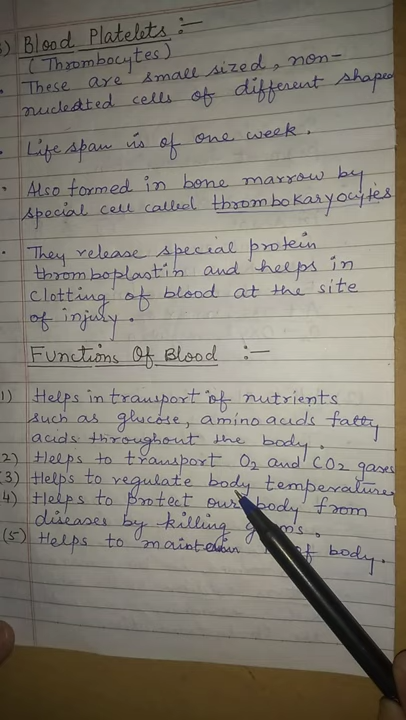 ) Blood Platelets :-
(Thrombocytes)
• These are small sized, non-
nucleated cells of different shaped
• Life span is of one week.
• Also formed in bone marrow by
special cell called thrombokaryocytes
• They release special protein
thromboplastin and helps in
clotting of blood at the site
of injury.
Functions Of Blood :-
1) Helps in transport of nutrients
such as glucose, amino acids fatty
acids throughout the body.
2) Helps to transport O2 and CO2 gases
(3) Helps to regulate body temperature
4) Helps to protect our body from
diseases by killing
(5) Helps to maintain of body.